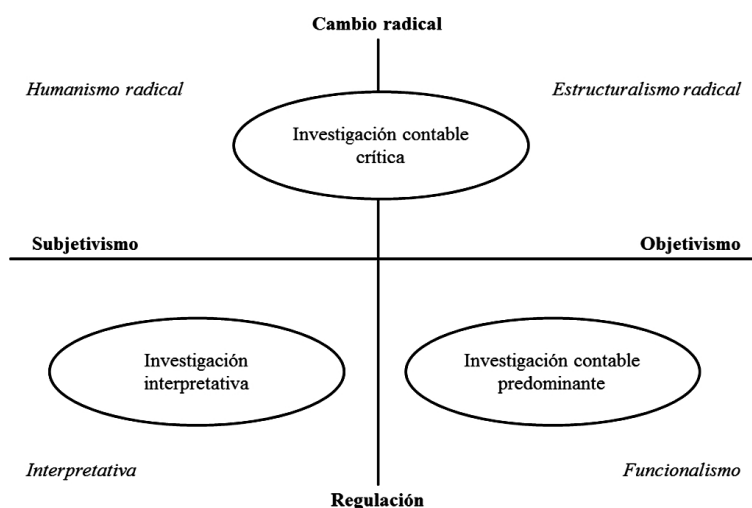 Cambio radical
Humanismo radical
Estructuralismo radical
Investigación contable
crítica
Subjetivismo
Objetivismo
Investigación
interpretativa
Investigación contable
predominante
Interpretativa
Funcionalismo
Regulación